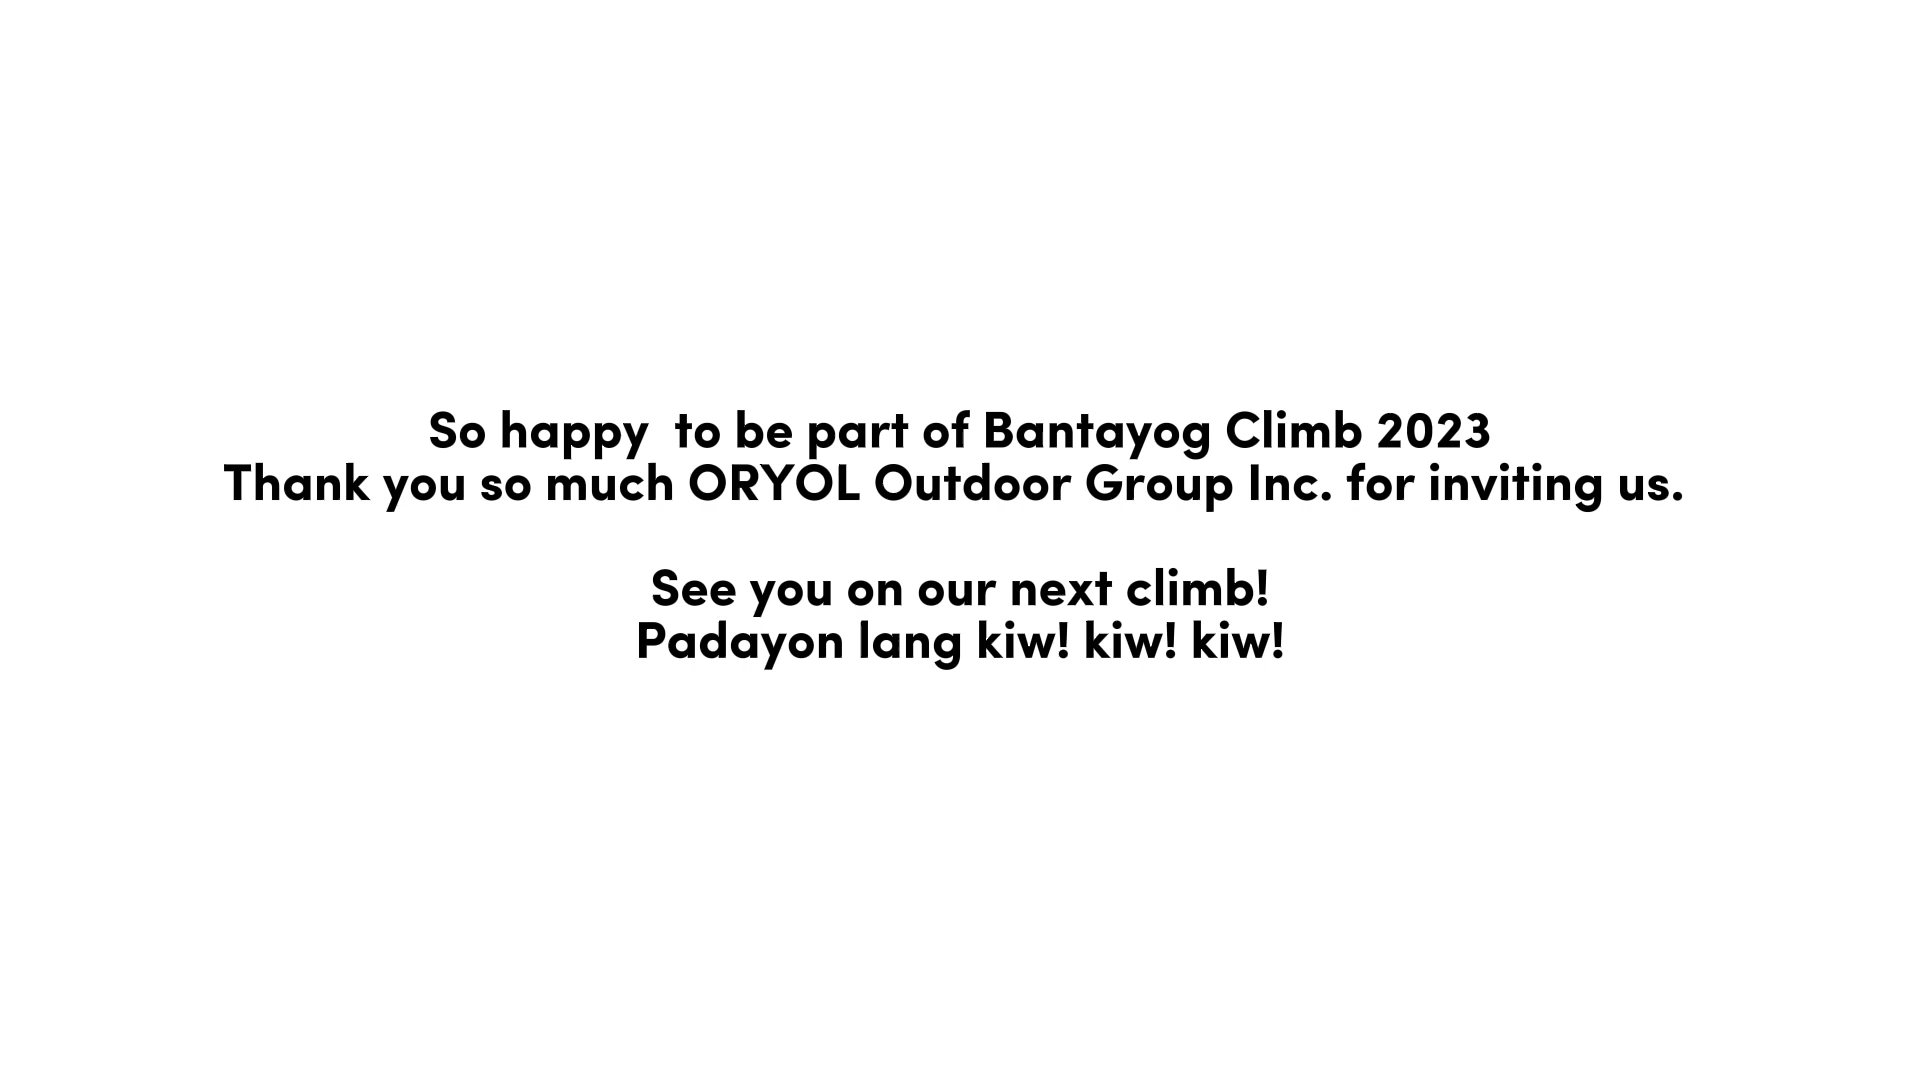 So happy  to be part of Bantayog Climb 2023
Thank you so much ORYOL Outdoor Group Inc. for inviting us.
See you on our next climb!
Padayon lang kiw! kiw! kiw!